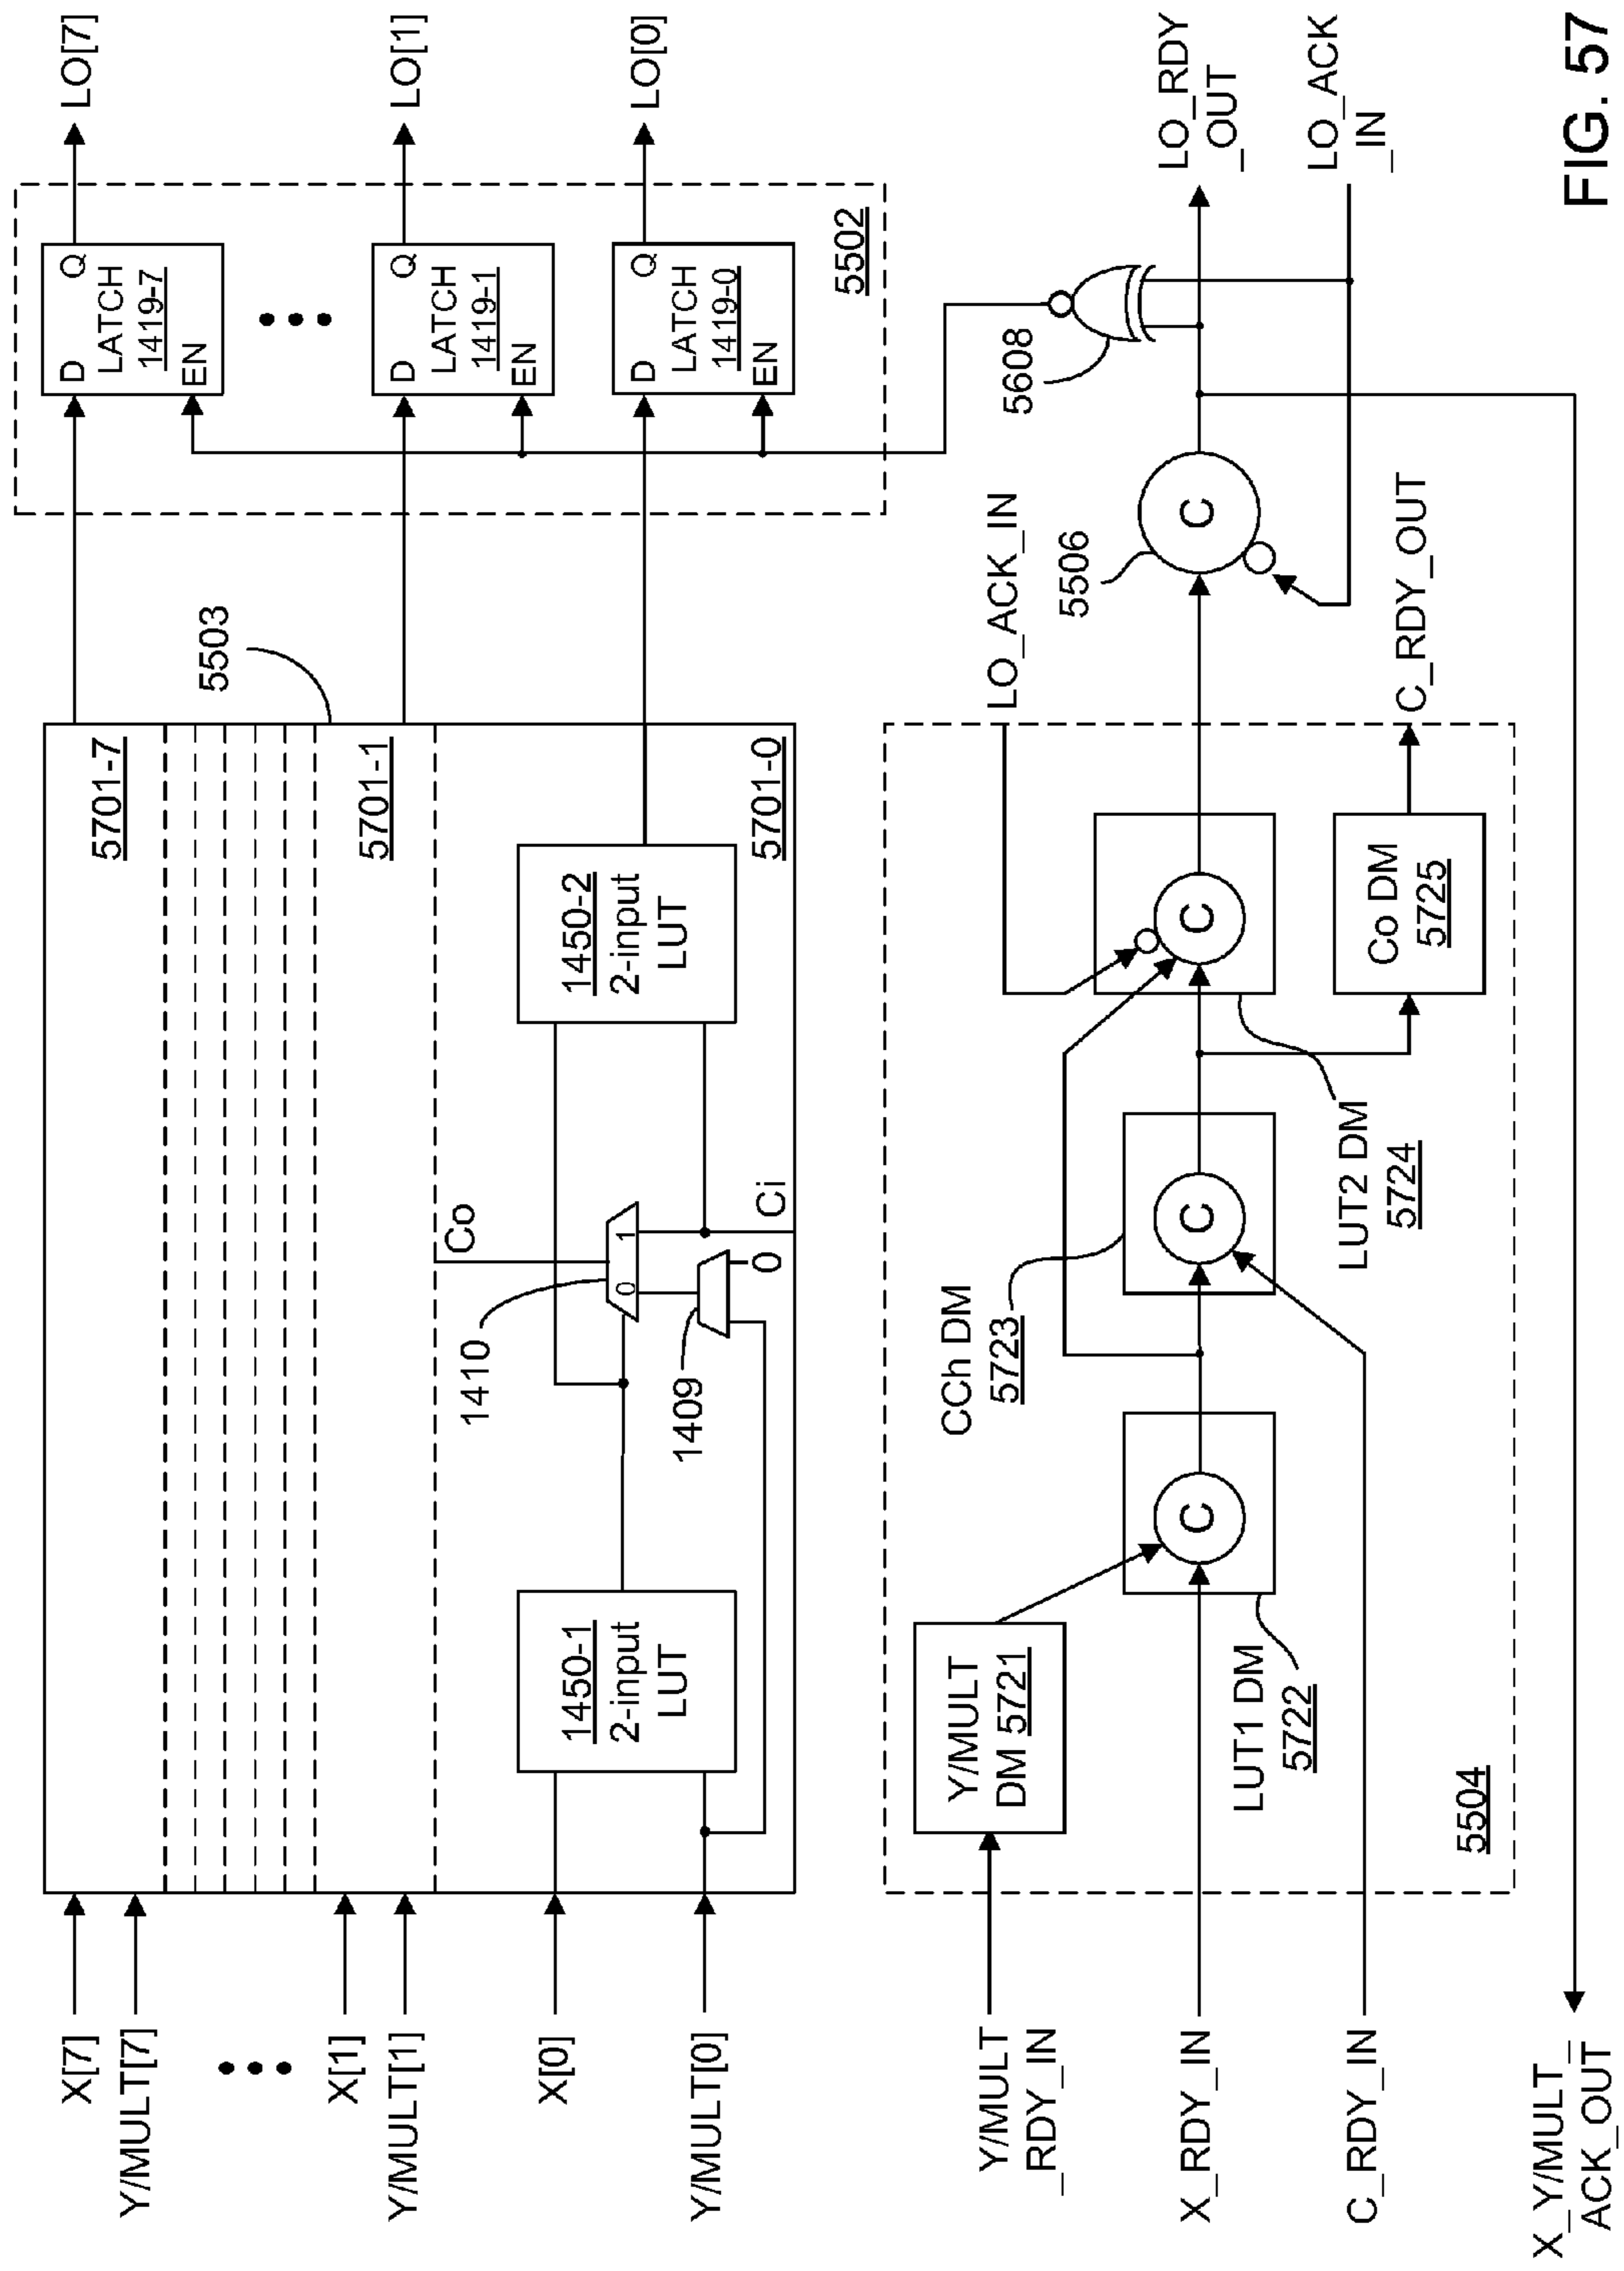 X[7]
Y/MULT[7]
X[1]
Y/MULT[1]
X[0]
Y/MULT[0]
5503
5701-7
5701-1
5701-0
1450-1
2-input
LUT
1450-2
2-input
LUT
1410
1409
Co
Ci
0
1
0
D
Q
LATCH
1419-7
EN
D
Q
LATCH
1419-1
EN
D
Q
LATCH
1419-0
EN
5502
LO[7]
LO[1]
LO[0]
Y/MULT
_RDY_IN
X_RDY_IN
C_RDY_IN
X_Y/MULT_
ACK_OUT
Y/MULT
DM 5721
C
LUT1 DM
5722
CCh DM
5723
C
LUT2 DM
5724
C
Co DM
5725
5504
LO_ACK_IN
C_RDY_OUT
5506
C
5608
LO_RDY
_OUT
LO_ACK
_IN
FIG. 57